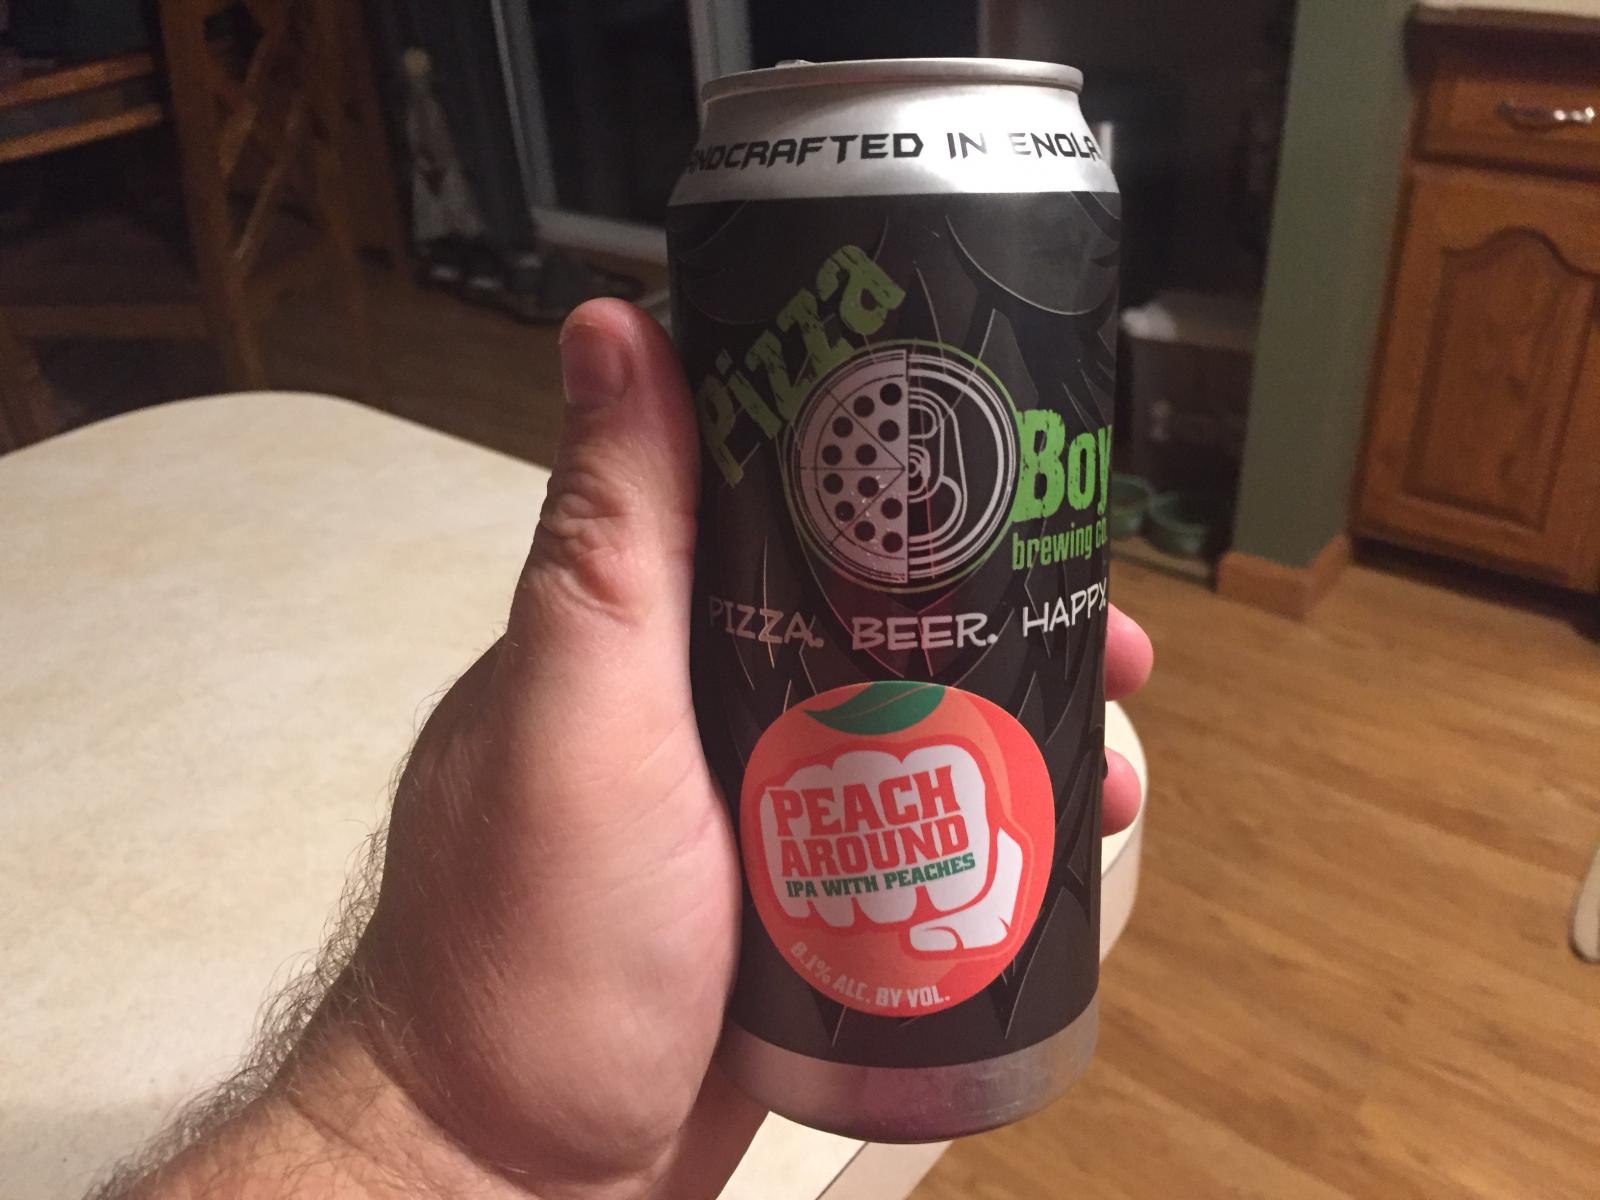 HANDCRAFTED IN ENOLA
Pizza
Boy
brewing co.
PIZZA. BEER. HAPPY.
PEACH
AROUND
IPA WITH PEACHES
8.1% ALC. BY VOL.